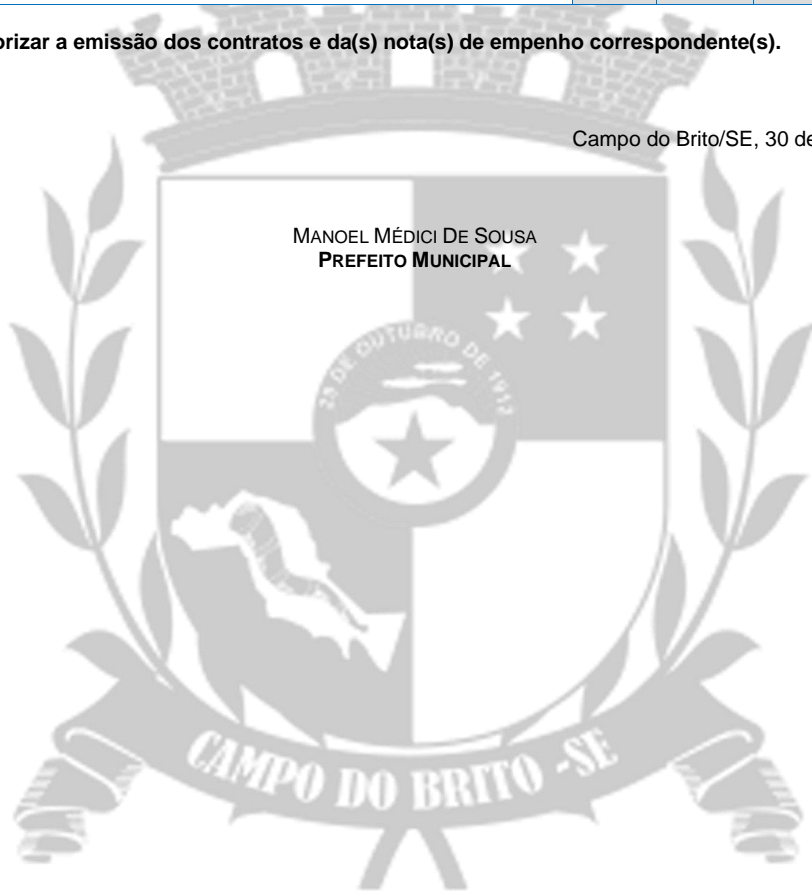 orizar a emissão dos contratos e da(s) nota(s) de empenho correspondente(s).
Campo do Brito/SE, 30 de
MANOEL MÉDICI DE SOUSA
PREFEITO MUNICIPAL
25 DE OUTUBRO DE 1912
CAMPO DO BRITO -SE